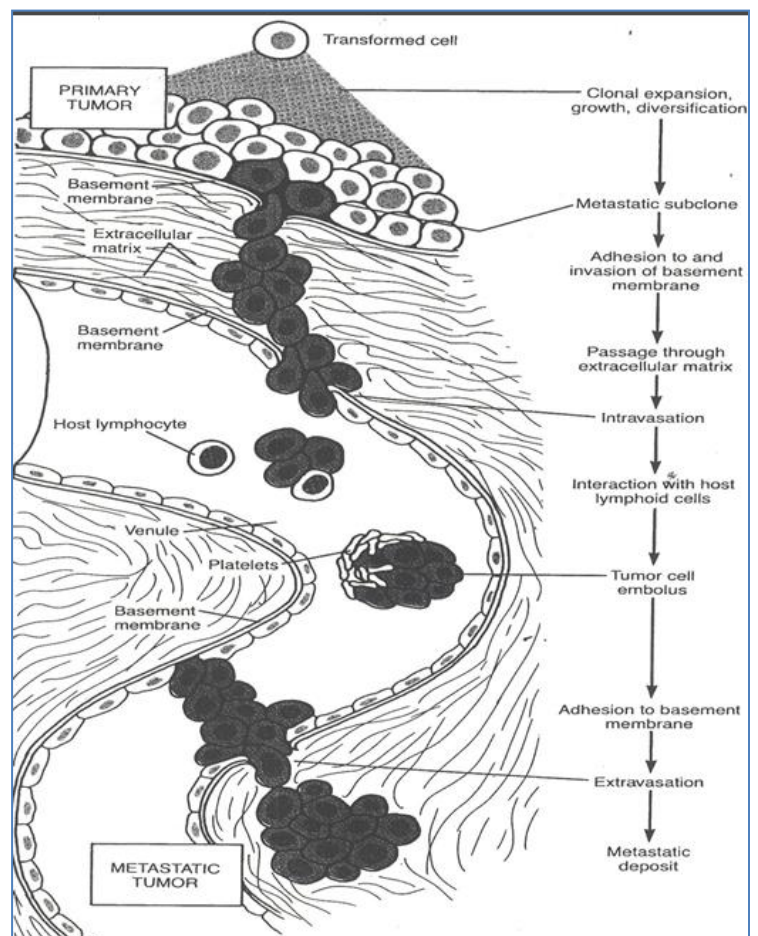 Transformed cell
PRIMARY
TUMOR
Clonal expansion,
growth, diversification
Basement
membrane
Metastatic subclone
Extracellular
matrix
Adhesion to and
invasion of basement
membrane
Basement
membrane
Passage through
extracellular matrix
Intravasation
Host lymphocyte
Interaction with host
lymphoid cells
Venule
Platelets
Tumor cell
embolus
Basement
membrane
Adhesion to basement
membrane
Extravasation
METASTATIC
TUMOR
Metastatic
deposit